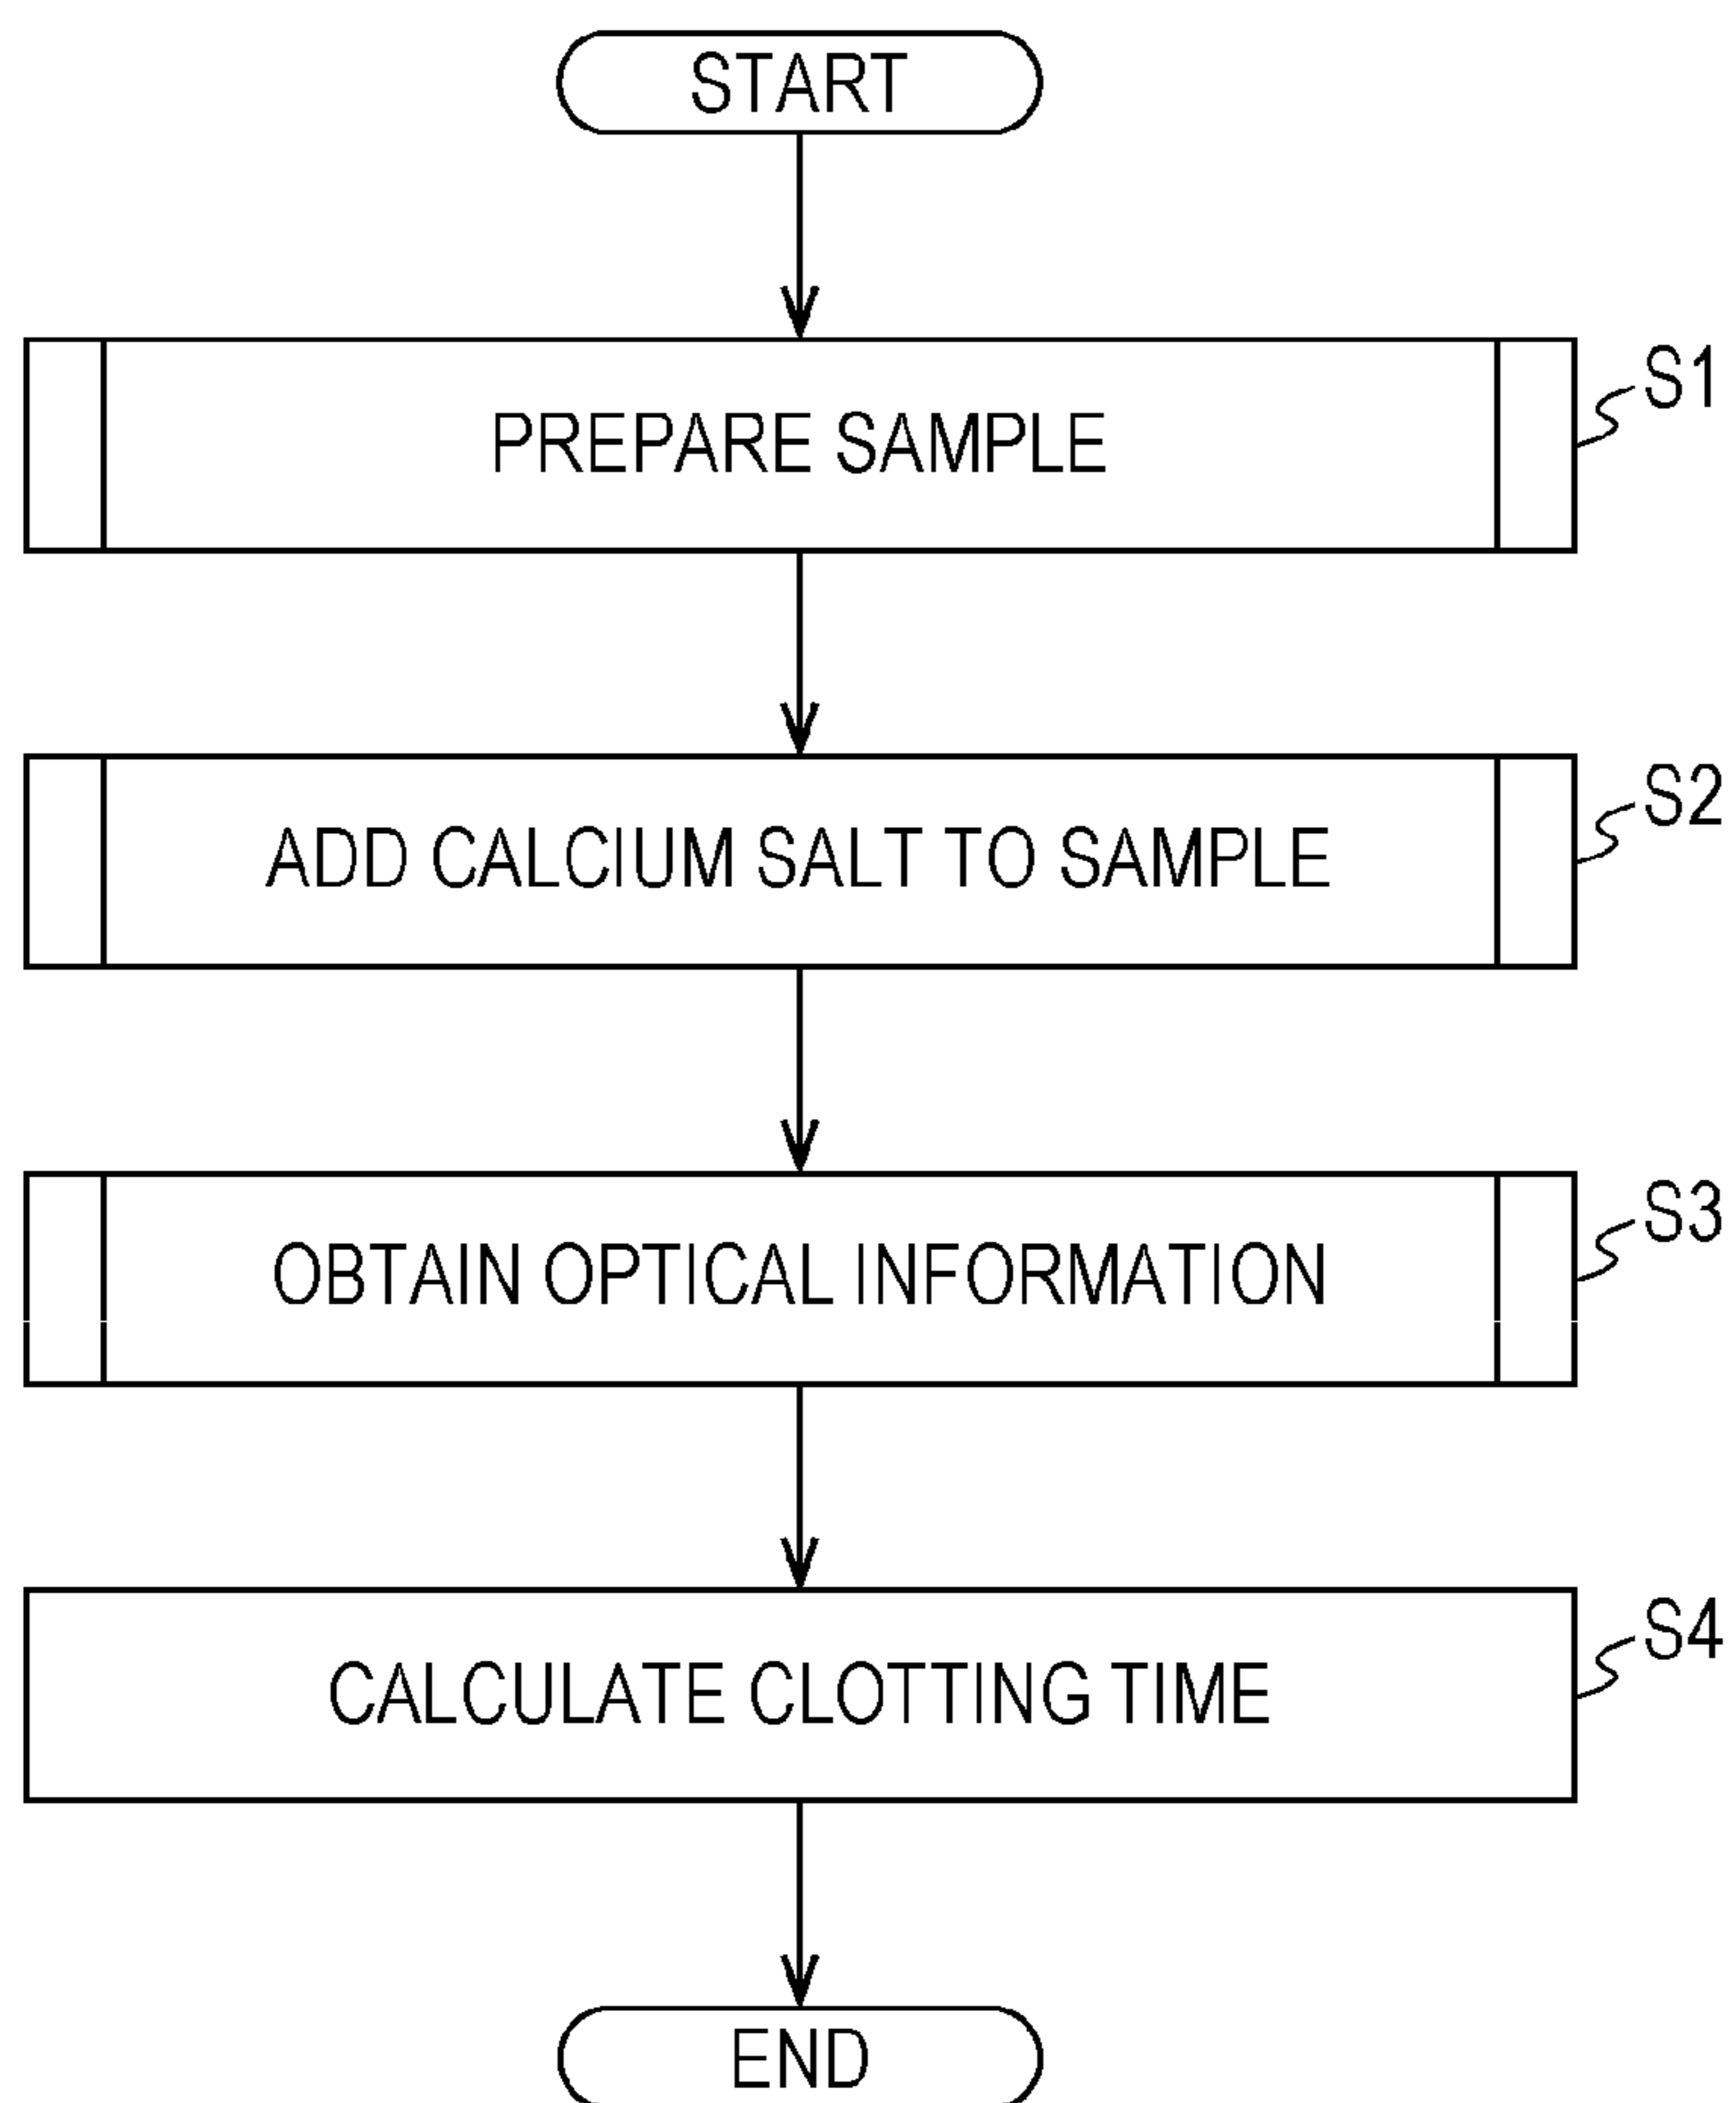 START
PREPARE SAMPLE
S1
ADD CALCIUM SALT TO SAMPLE
S2
OBTAIN OPTICAL INFORMATION
S3
CALCULATE CLOTTING TIME
S4
END